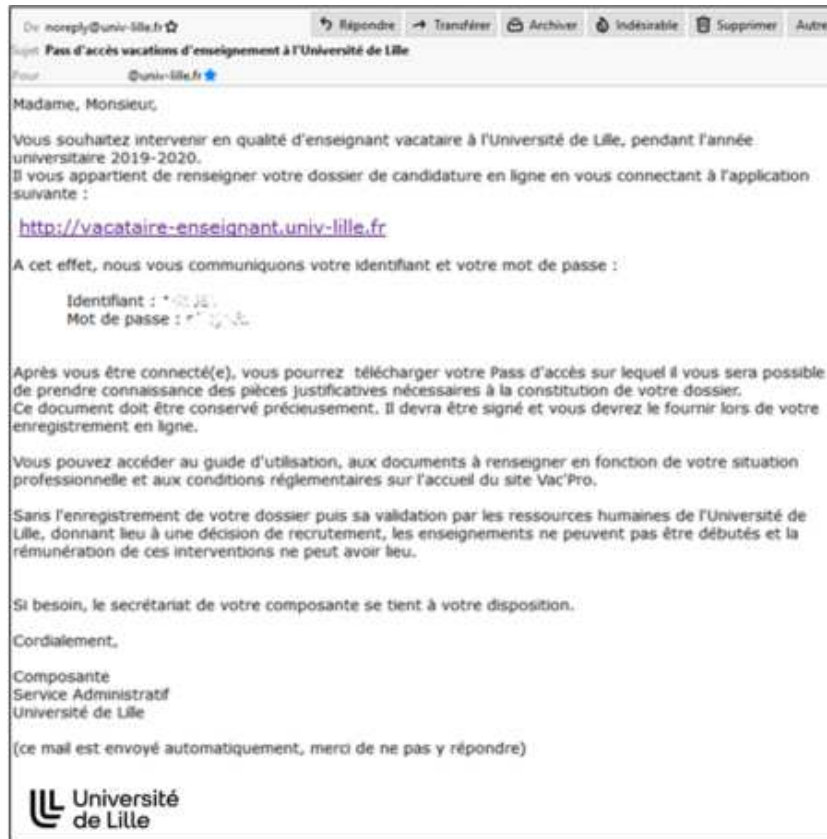 De noreply@univ-lille.fr
Répondre Transférer Archiver Indésirable Supprimer Autre
Sujet Pass d'accès vacations d'enseignement à l'Université de Lille
Pour @univ-lille.fr
Madame, Monsieur,
Vous souhaitez intervenir en qualité d'enseignant vacataire à l'Université de Lille, pendant l'année
universitaire 2019-2020.
Il vous appartient de renseigner votre dossier de candidature en ligne en vous connectant à l'application
suivante :
http://vacataire-enseignant.univ-lille.fr
A cet effet, nous vous communiquons votre identifiant et votre mot de passe :
Identifiant :
Mot de passe :
Après vous être connecté(e), vous pourrez télécharger votre Pass d'accès sur lequel il vous sera possible
de prendre connaissance des pièces justificatives nécessaires à la constitution de votre dossier.
Ce document doit être conservé précieusement. Il devra être signé et vous devrez le fournir lors de votre
enregistrement en ligne.
Vous pouvez accéder au guide d'utilisation, aux documents à renseigner en fonction de votre situation
professionnelle et aux conditions réglementaires sur l'accueil du site Vac'Pro.
Sans l'enregistrement de votre dossier puis sa validation par les ressources humaines de l'Université de
Lille, donnant lieu à une décision de recrutement, les enseignements ne peuvent pas être débutés et la
rémunération de ces interventions ne peut avoir lieu.
Si besoin, le secrétariat de votre composante se tient à votre disposition.
Cordialement,
Composante
Service Administratif
Université de Lille
(ce mail est envoyé automatiquement, merci de ne pas y répondre)
Université
de Lille